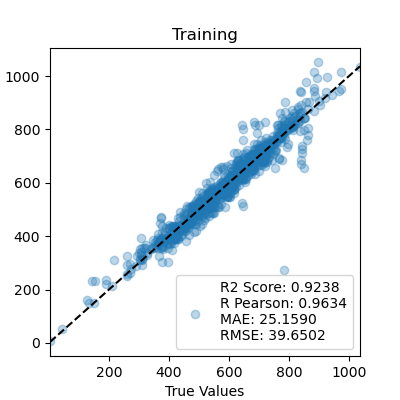 Training
1000
800
600
400
200
0
R2 Score: 0.9238
R Pearson: 0.9634
MAE: 25.1590
RMSE: 39.6502
200 400 600 800 1000
True Values